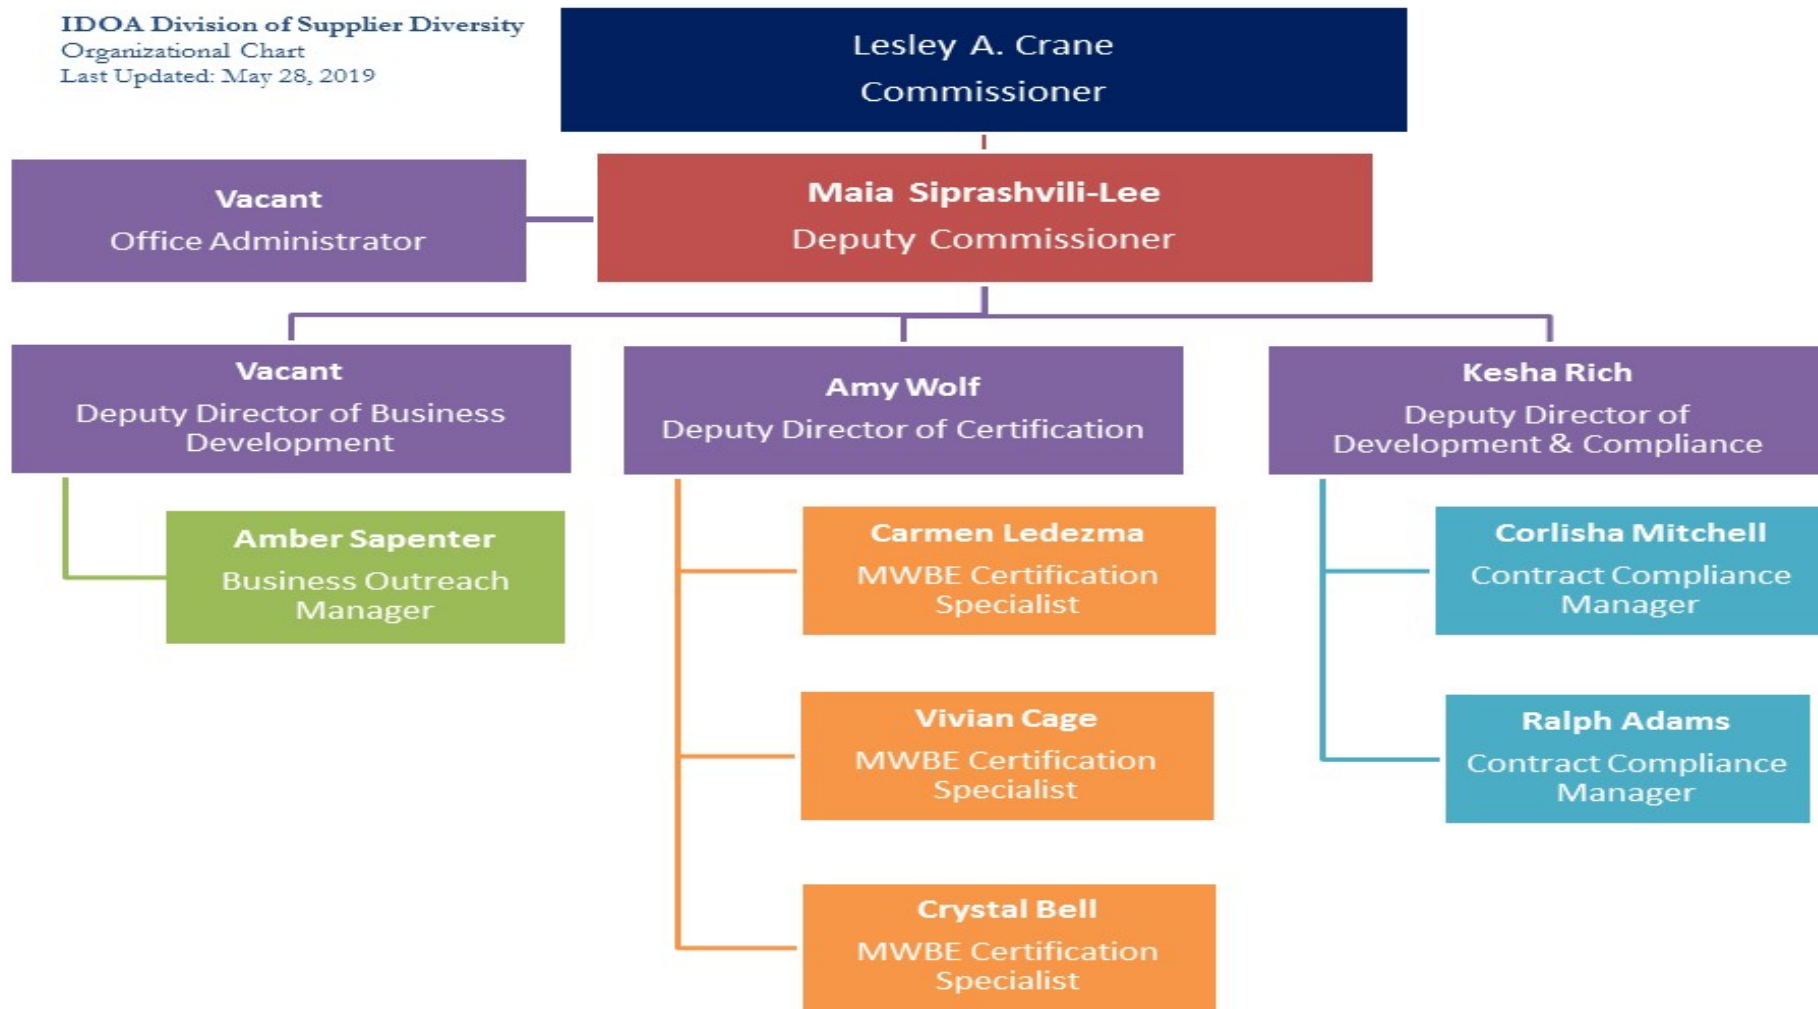 IDOA Division of Supplier Diversity
Organizational Chart
Last Updated: May 28, 2019
Lesley A. Crane
Commissioner
Vacant
Office Administrator
Maia Siprashvili-Lee
Deputy Commissioner
Vacant
Deputy Director of Business
Development
Amy Wolf
Deputy Director of Certification
Kesha Rich
Deputy Director of
Development & Compliance
Amber Sapenter
Business Outreach
Manager
Carmen Ledezma
MWBE Certification
Specialist
Corlisha Mitchell
Contract Compliance
Manager
Vivian Cage
MWBE Certification
Specialist
Ralph Adams
Contract Compliance
Manager
Crystal Bell
MWBE Certification
Specialist